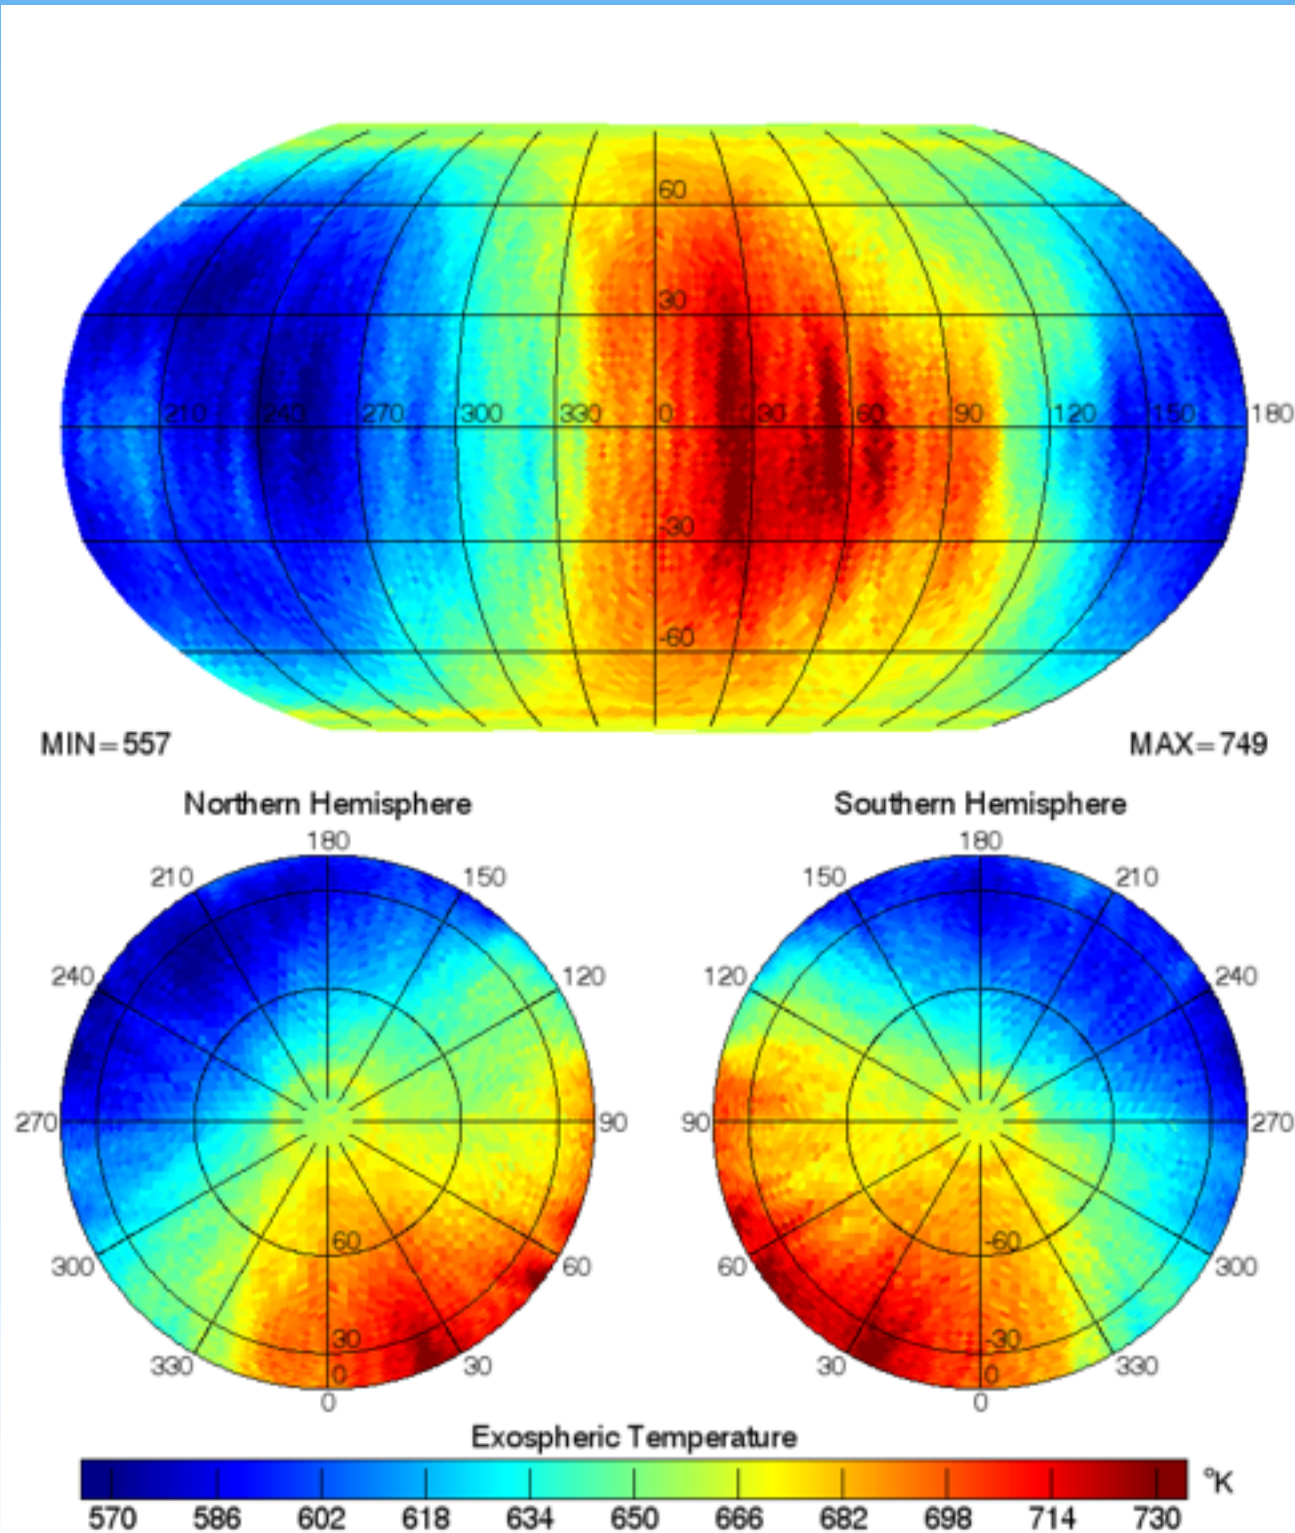 60
30
210 240 270 300 330 0 30 60 90 120 150 180
-30
-60
MIN=557 MAX=749
Northern Hemisphere Southern Hemisphere
180 180
210 150 150 210
240 120 120 240
270 90 90 270
60 -60
300 60 60 300
30 -30
330 0 30 30 0 330
0 0
Exospheric Temperature
°K
570 586 602 618 634 650 666 682 698 714 730